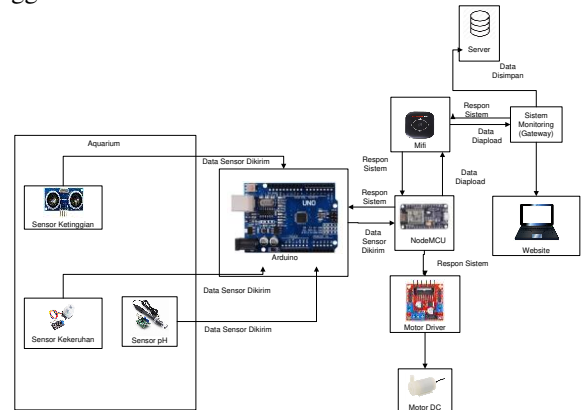 gg
Server
Data
Disimpan
Respon
Sistem
Mifi
Data
Diapload
Sistem
Monitoring
(Gateway)
Aquarium
Data Sensor Dikirim
Respon
Sistem
Data
Diapload
Sensor Ketinggian
UNO
Arduino
Respon
Sistem
Data
Sensor
Dikirim
NodeMCU
Website
Respon Sistem
Data Sensor Dikirim
Sensor Kekeruhan
Sensor pH
Data Sensor Dikirim
Motor Driver
Motor DC